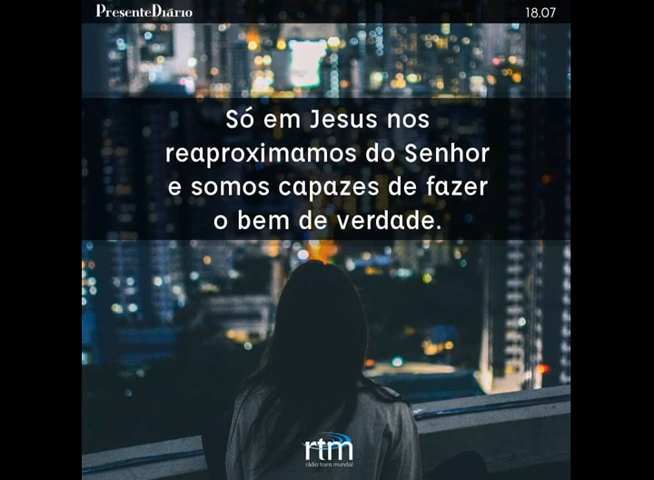 PresenteDiário
18.07
Só em Jesus nos
reaproximamos do Senhor
e somos capazes de fazer
o bem de verdade.
rtm
rádio trans mundial